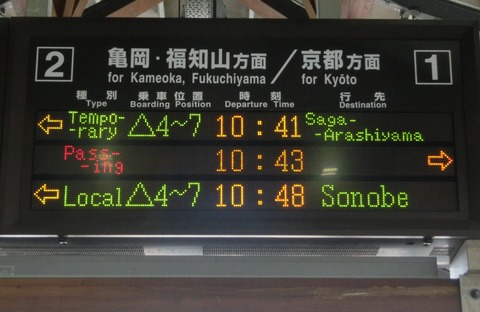 2 亀岡・福知山方面／京都方面 1
for Kameoka, Fukuchiyama for Kyōto
種別 乗車位置 時刻 行先
Type Boarding Position Departure Time Destination
← Tempo- -rary △4~7 10:41 Saga- -Arashiyama
Pass- -ing 10:43 →
← Local △4~7 10:48 Sonobe